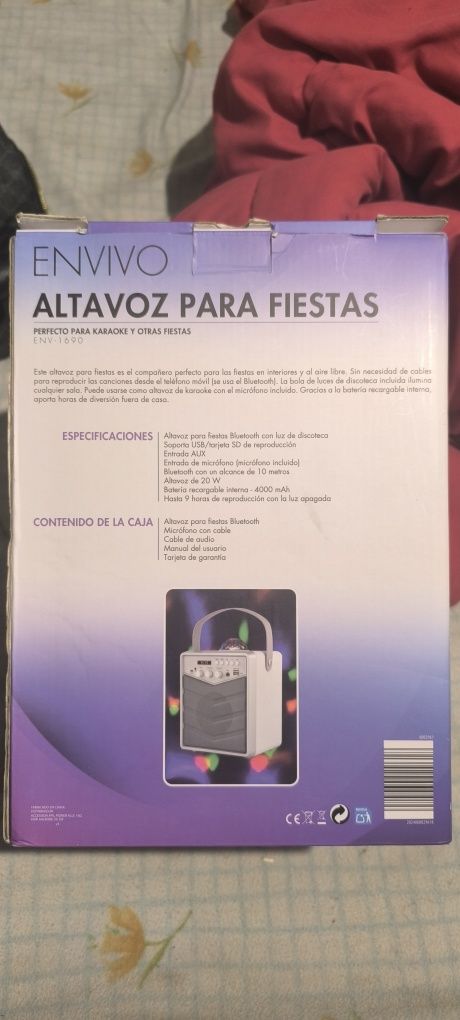 ENVIVO
ALTAVOZ PARA FIESTAS
PERFECTO PARA KARAOKE Y OTRAS FIESTAS
ENV-1690
Este altavoz para fiestas es el compañero perfecto para las fiestas en interiores y al aire libre. Sin necesidad de cables
para reproducir las canciones desde el teléfono móvil (se usa el Bluetooth). La bola de luces de discoteca incluida ilumina
cualquier sala. Puede usarse como altavoz de karaoke con el micrófono incluido. Gracias a la batería recargable interna,
aporta horas de diversión fuera de casa.
ESPECIFICACIONES
Altavoz para fiestas Bluetooth con luz de discoteca
Soporta USB/tarjeta SD de reproducción
Entrada AUX
Entrada de micrófono (micrófono incluido)
Bluetooth con un alcance de 10 metros
Altavoz de 20 W
Batería recargable interna - 4000 mAh
Hasta 9 horas de reproducción con la luz apagada
CONTENIDO DE LA CAJA
Altavoz para fiestas Bluetooth
Micrófono con cable
Cable de audio
Manual del usuario
Tarjeta de garantía
FABRICADO EN CHINA
CE